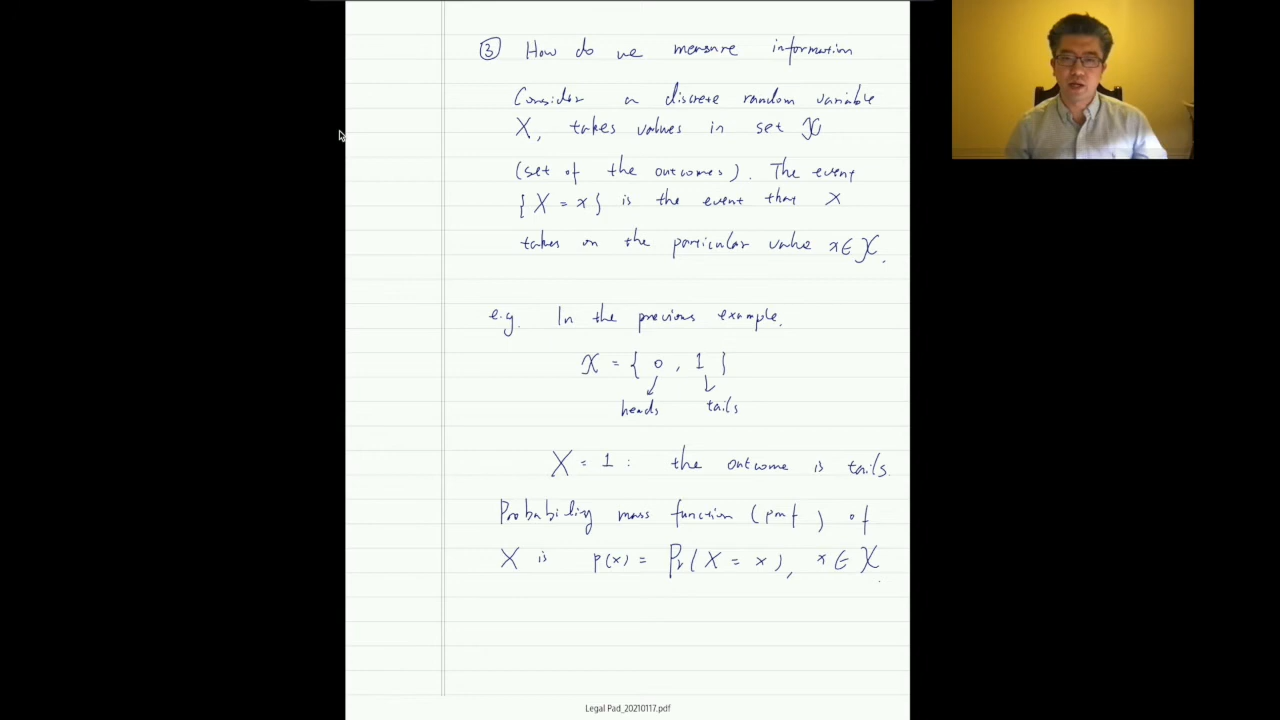 ③ How do we measure information
Consider a discrete random variable
X, takes values in set 𝒳
(set of the outcomes). The event
{X = x} is the event that X
takes on the particular value x ∈ 𝒳.
e.g. In the previous example,
𝒳 = { 0 , 1 }
heads tails
X = 1 : the outcome is tails.
Probability mass function (pmf) of
X is p(x) = Pr(X = x), x ∈ 𝒳.
Legal Pad_20210117.pdf